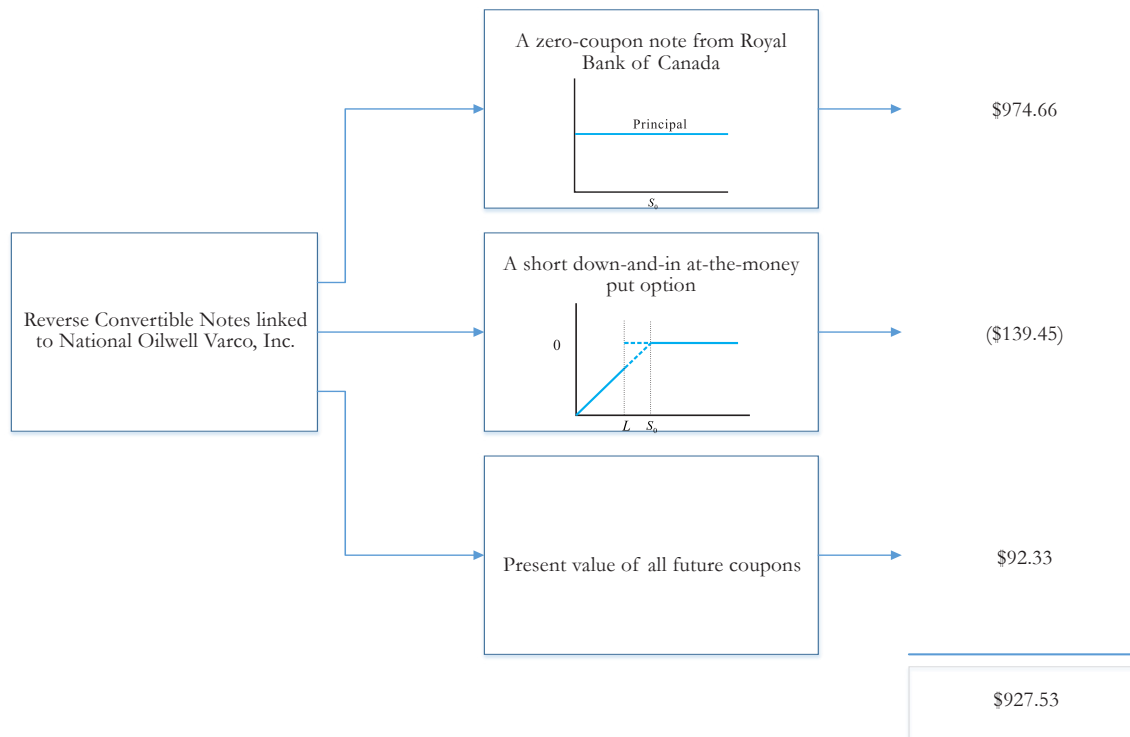 A zero-coupon note from Royal
Bank of Canada
Principal
S₀
$974.66
Reverse Convertible Notes linked
to National Oilwell Varco, Inc.
A short down-and-in at-the-money
put option
0
L S₀
($139.45)
Present value of all future coupons
$92.33
$927.53